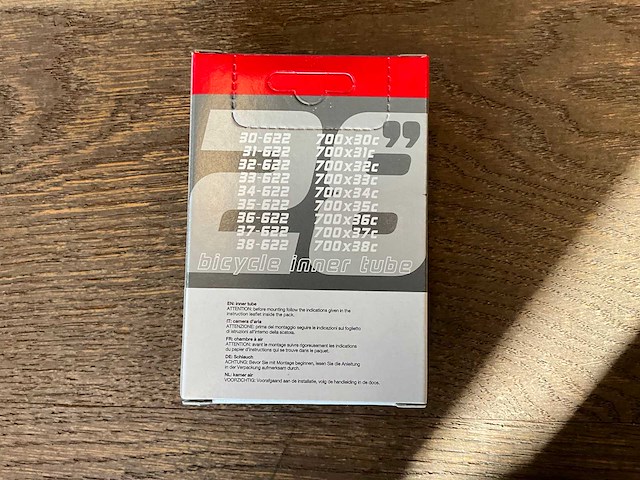 28”
30-622 700x30c
31-622 700x31c
32-622 700x32c
33-622 700x33c
34-622 700x34c
35-622 700x35c
36-622 700x36c
37-622 700x37c
38-622 700x38c
bicycle inner tube
EN: inner tube
ATTENTION: before mounting follow the indications given in the
instruction leaflet inside the pack.
IT: camera d'aria
ATTENZIONE: prima del montaggio seguire le indicazioni sul foglietto
di istruzioni all'interno della scatola.
FR: chambre à air
ATTENTION: avant le montage suivre rigoureusement les indications
du papier d'instructions qui se trouve dans le paquet.
DE: Schlauch
ACHTUNG: Bevor Sie mit Montage beginnen, lesen Sie die Anleitung
in der Verpackung aufmerksam durch.
NL: kamer air
VOORZICHTIG: Voorafgaand aan de installatie, volg de handleiding in de doos.